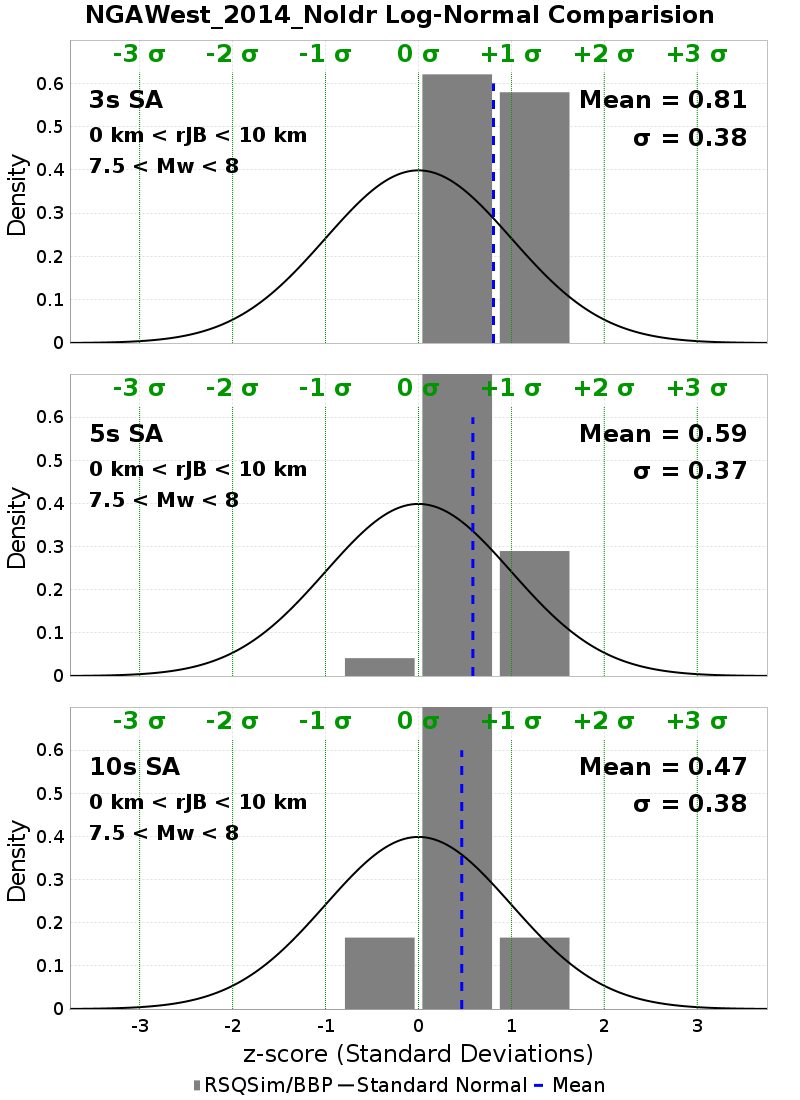 NGAWest_2014_NoIdr Log-Normal Comparision
-3 σ -2 σ -1 σ 0 σ +1 σ +2 σ +3 σ
3s SA
Mean = 0.81
0 km < rJB < 10 km
σ = 0.38
7.5 < Mw < 8
Density
0.6
0.5
0.4
0.3
0.2
0.1
0
-3 σ -2 σ -1 σ 0 σ +1 σ +2 σ +3 σ
5s SA
Mean = 0.59
0 km < rJB < 10 km
σ = 0.37
7.5 < Mw < 8
Density
0.6
0.5
0.4
0.3
0.2
0.1
0
-3 σ -2 σ -1 σ 0 σ +1 σ +2 σ +3 σ
10s SA
Mean = 0.47
0 km < rJB < 10 km
σ = 0.38
7.5 < Mw < 8
Density
0.6
0.5
0.4
0.3
0.2
0.1
0
-3 -2 -1 0 1 2 3
z-score (Standard Deviations)
RSQSim/BBP Standard Normal Mean